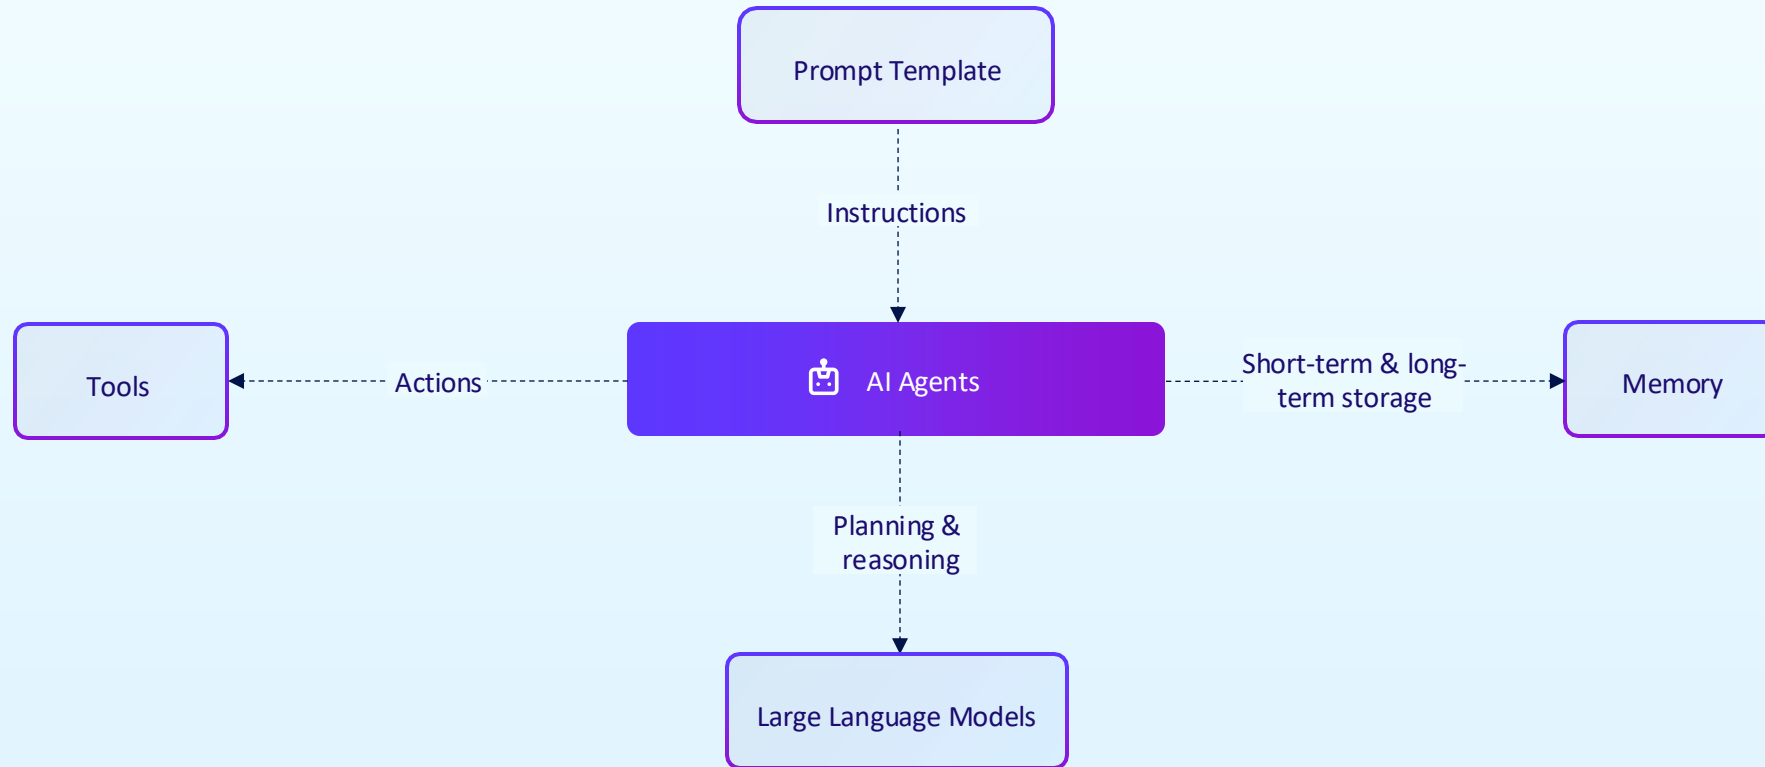 Prompt Template
Instructions
Tools
Actions
AI Agents
Short-term & long-
term storage
Memory
Planning &
reasoning
Large Language Models